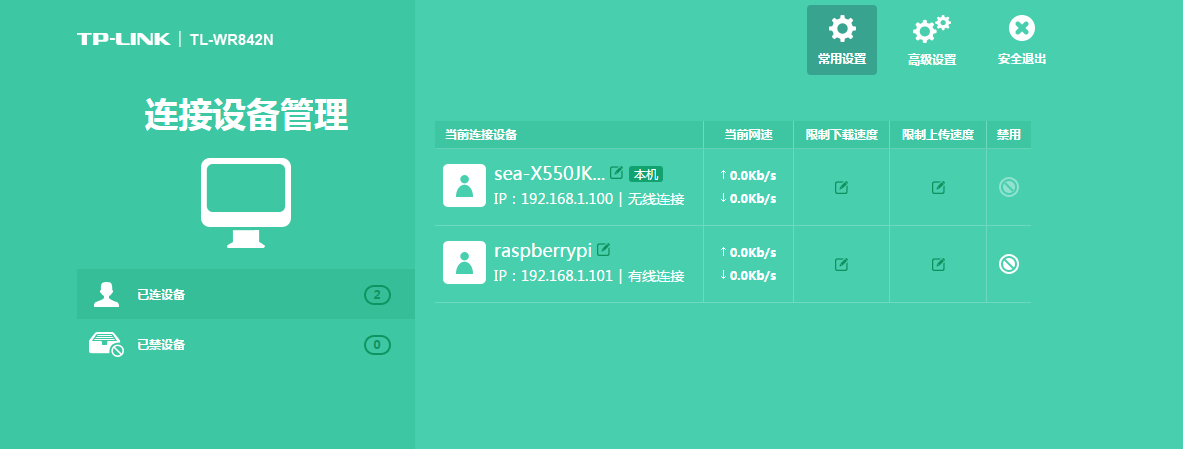 TP-LINK | TL-WR842N
常用设置
高级设置
安全退出
连接设备管理
已连设备 2
已禁设备 0
当前连接设备 当前网速 限制下载速度 限制上传速度 禁用
sea-X550JK... 本机
IP：192.168.1.100 | 无线连接
↑ 0.0Kb/s
↓ 0.0Kb/s
raspberrypi
IP：192.168.1.101 | 有线连接
↑ 0.0Kb/s
↓ 0.0Kb/s